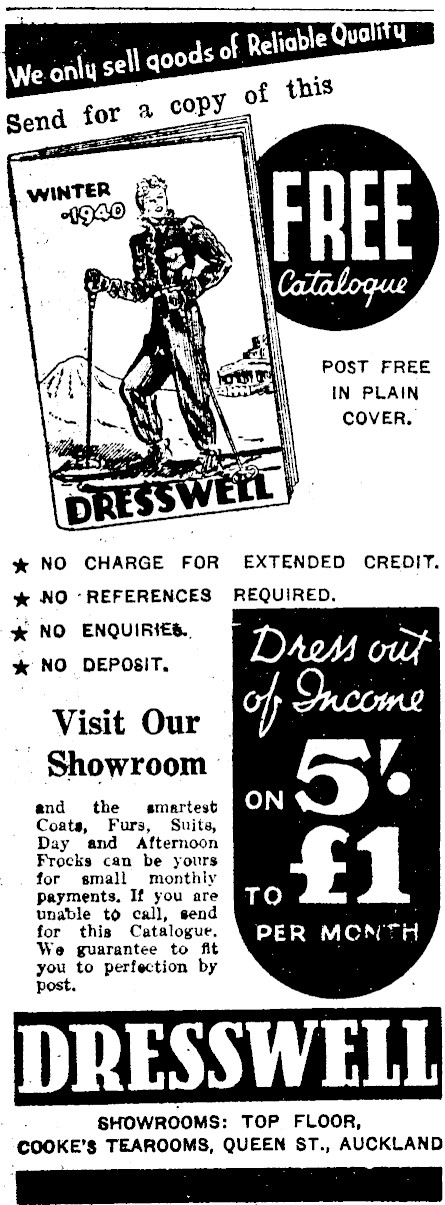 We only sell goods of Reliable Quality
Send for a copy of this
WINTER
1940
DRESSWELL
FREE
Catalogue
POST FREE
IN PLAIN
COVER.
★ NO CHARGE FOR EXTENDED CREDIT.
★ NO REFERENCES REQUIRED.
★ NO ENQUIRIES.
★ NO DEPOSIT.
Visit Our
Showroom
and the smartest
Coats, Furs, Suits,
Day and Afternoon
Frocks can be yours
for small monthly
payments. If you are
unable to call, send
for this Catalogue.
We guarantee to fit
you to perfection by
post.
Dress out
of Income
ON 5/-
TO £1
PER MONTH
DRESSWELL
SHOWROOMS: TOP FLOOR,
COOKE'S TEAROOMS, QUEEN ST., AUCKLAND